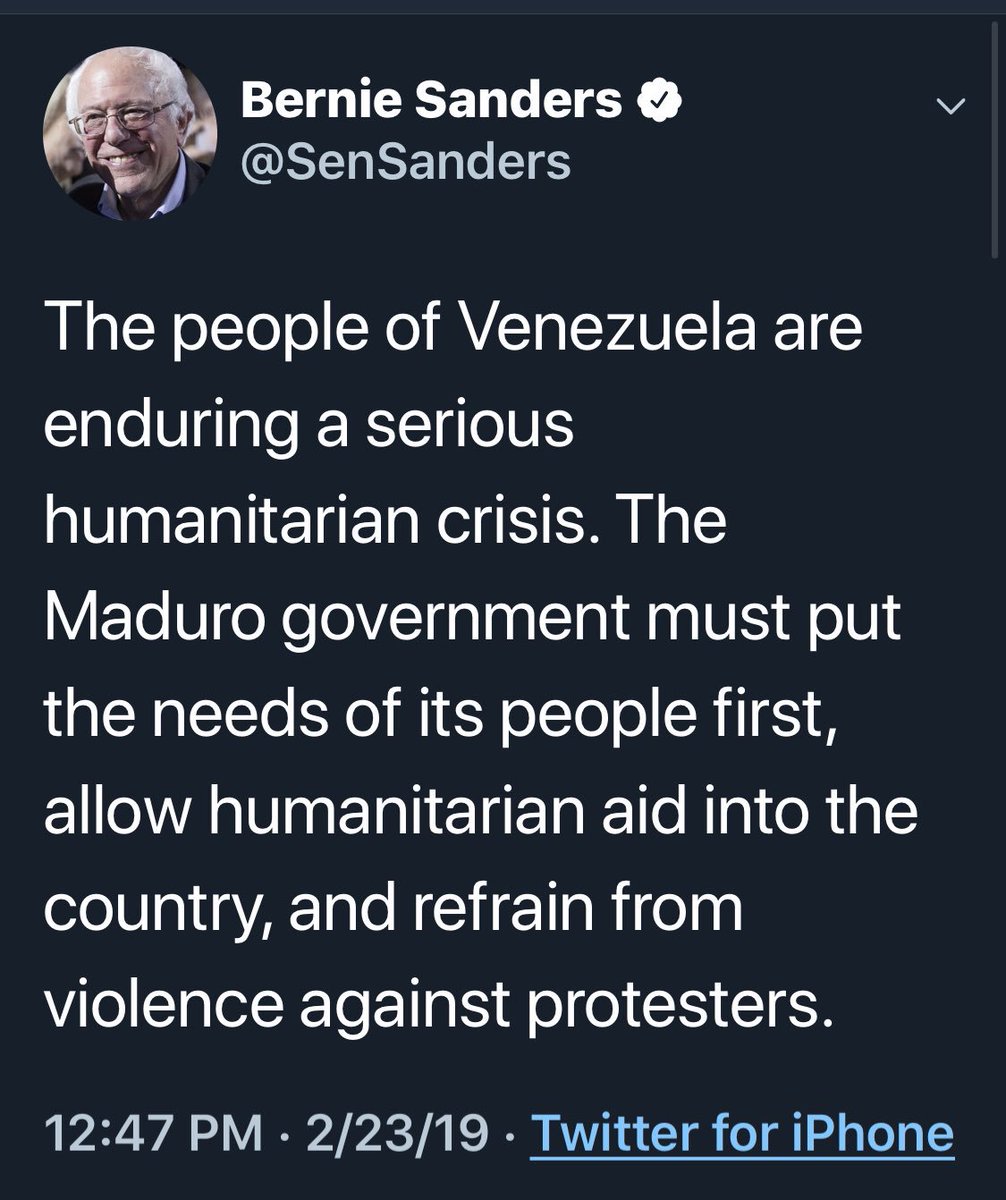 Bernie Sanders
@SenSanders
The people of Venezuela are
enduring a serious
humanitarian crisis. The
Maduro government must put
the needs of its people first,
allow humanitarian aid into the
country, and refrain from
violence against protesters.
12:47 PM · 2/23/19 · Twitter for iPhone